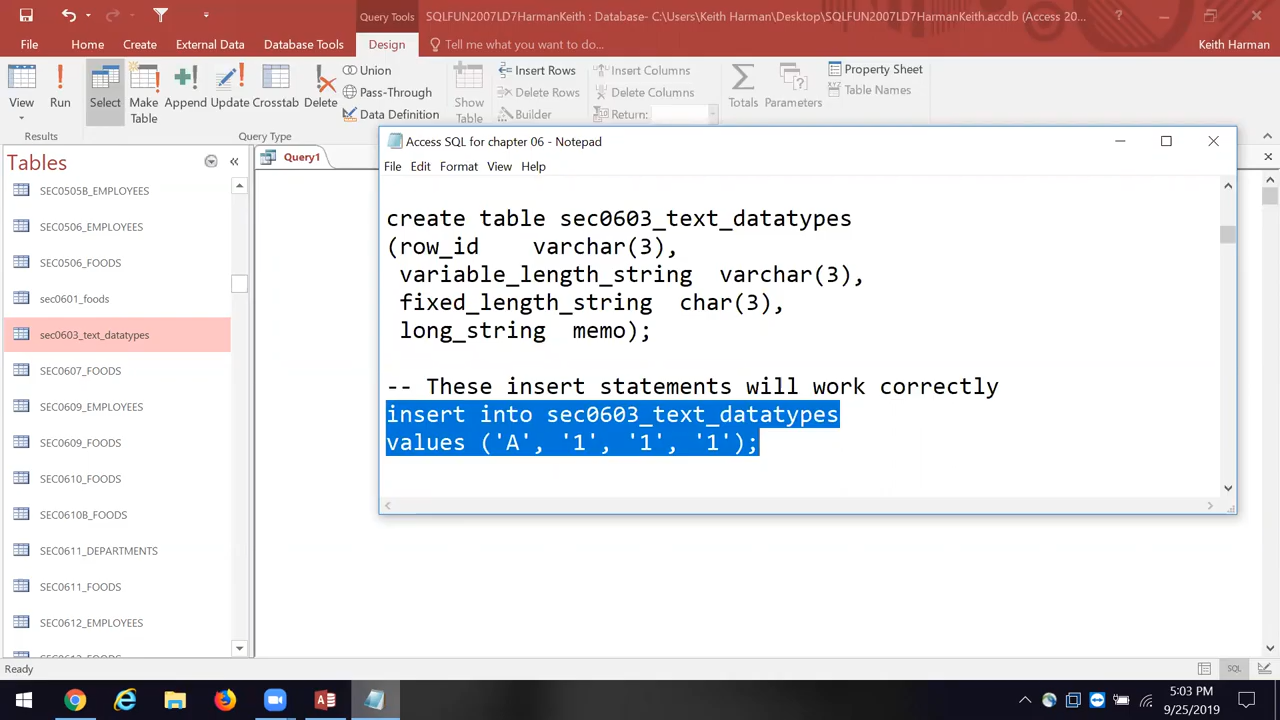 Query Tools
SQLFUN2007LD7HarmanKeith : Database- C:\Users\Keith Harman\Desktop\SQLFUN2007LD7HarmanKeith.accdb (Access 20...
File Home Create External Data Database Tools Design Tell me what you want to do... Keith Harman
View Run Select Make Table Append Update Crosstab Delete
Union
Pass-Through
Data Definition
Show Table
Insert Rows
Delete Rows
Builder
Insert Columns
Delete Columns
Return:
Totals Parameters
Property Sheet
Table Names
Results Query Type
Tables
SEC0505B_EMPLOYEES
SEC0506_EMPLOYEES
SEC0506_FOODS
sec0601_foods
sec0603_text_datatypes
SEC0607_FOODS
SEC0609_EMPLOYEES
SEC0609_FOODS
SEC0610_FOODS
SEC0610B_FOODS
SEC0611_DEPARTMENTS
SEC0611_FOODS
SEC0612_EMPLOYEES
Query1
Access SQL for chapter 06 - Notepad
File Edit Format View Help
create table sec0603_text_datatypes
(row_id varchar(3),
variable_length_string varchar(3),
fixed_length_string char(3),
long_string memo);
-- These insert statements will work correctly
insert into sec0603_text_datatypes
values ('A', '1', '1', '1');
Ready
SQL
5:03 PM
9/25/2019